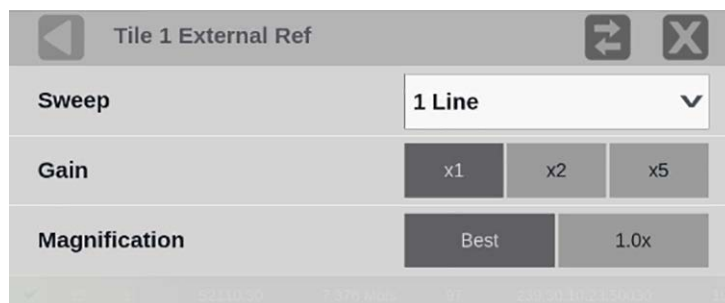 Tile 1 External Ref
Sweep 1 Line
Gain x1 x2 x5
Magnification Best 1.0x